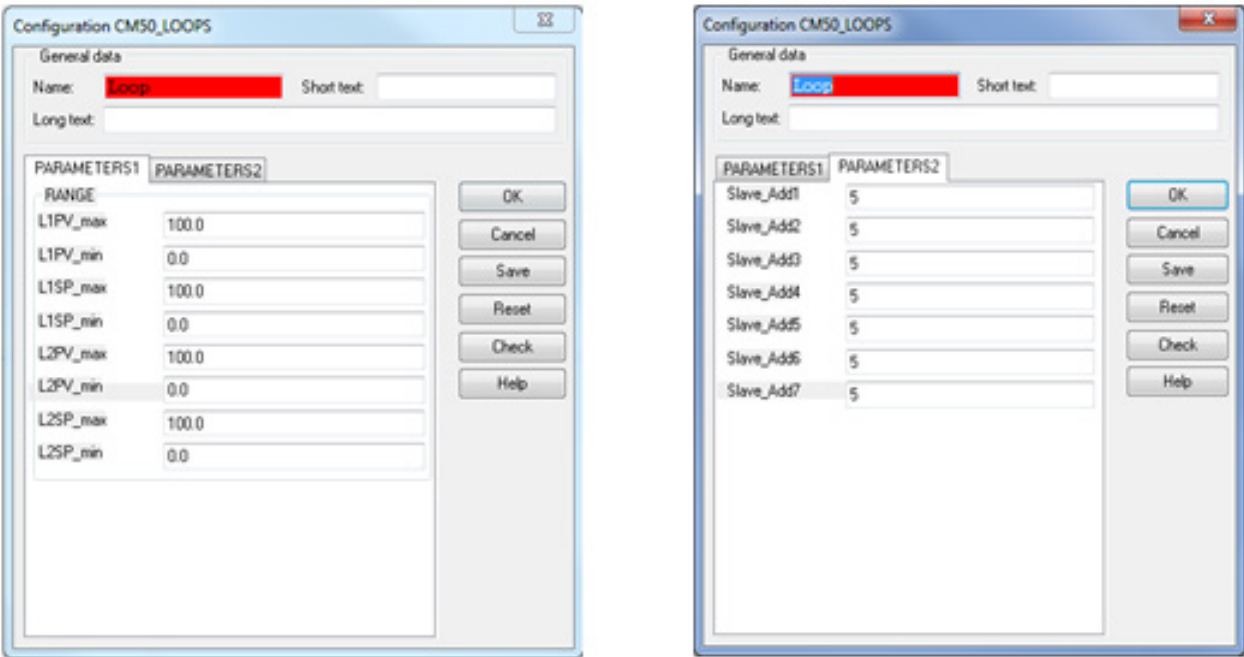 Configuration CM50_LOOPS
General data
Name: Loop Short text:
Long text:
PARAMETERS1 PARAMETERS2
RANGE
L1PV_max 100.0
L1PV_min 0.0
L1SP_max 100.0
L1SP_min 0.0
L2PV_max 100.0
L2PV_min 0.0
L2SP_max 100.0
L2SP_min 0.0
OK
Cancel
Save
Reset
Check
Help
Configuration CM50_LOOPS
General data
Name: Loop Short text:
Long text:
PARAMETERS1 PARAMETERS2
Slave_Add1 5
Slave_Add2 5
Slave_Add3 5
Slave_Add4 5
Slave_Add5 5
Slave_Add6 5
Slave_Add7 5
OK
Cancel
Save
Reset
Check
Help